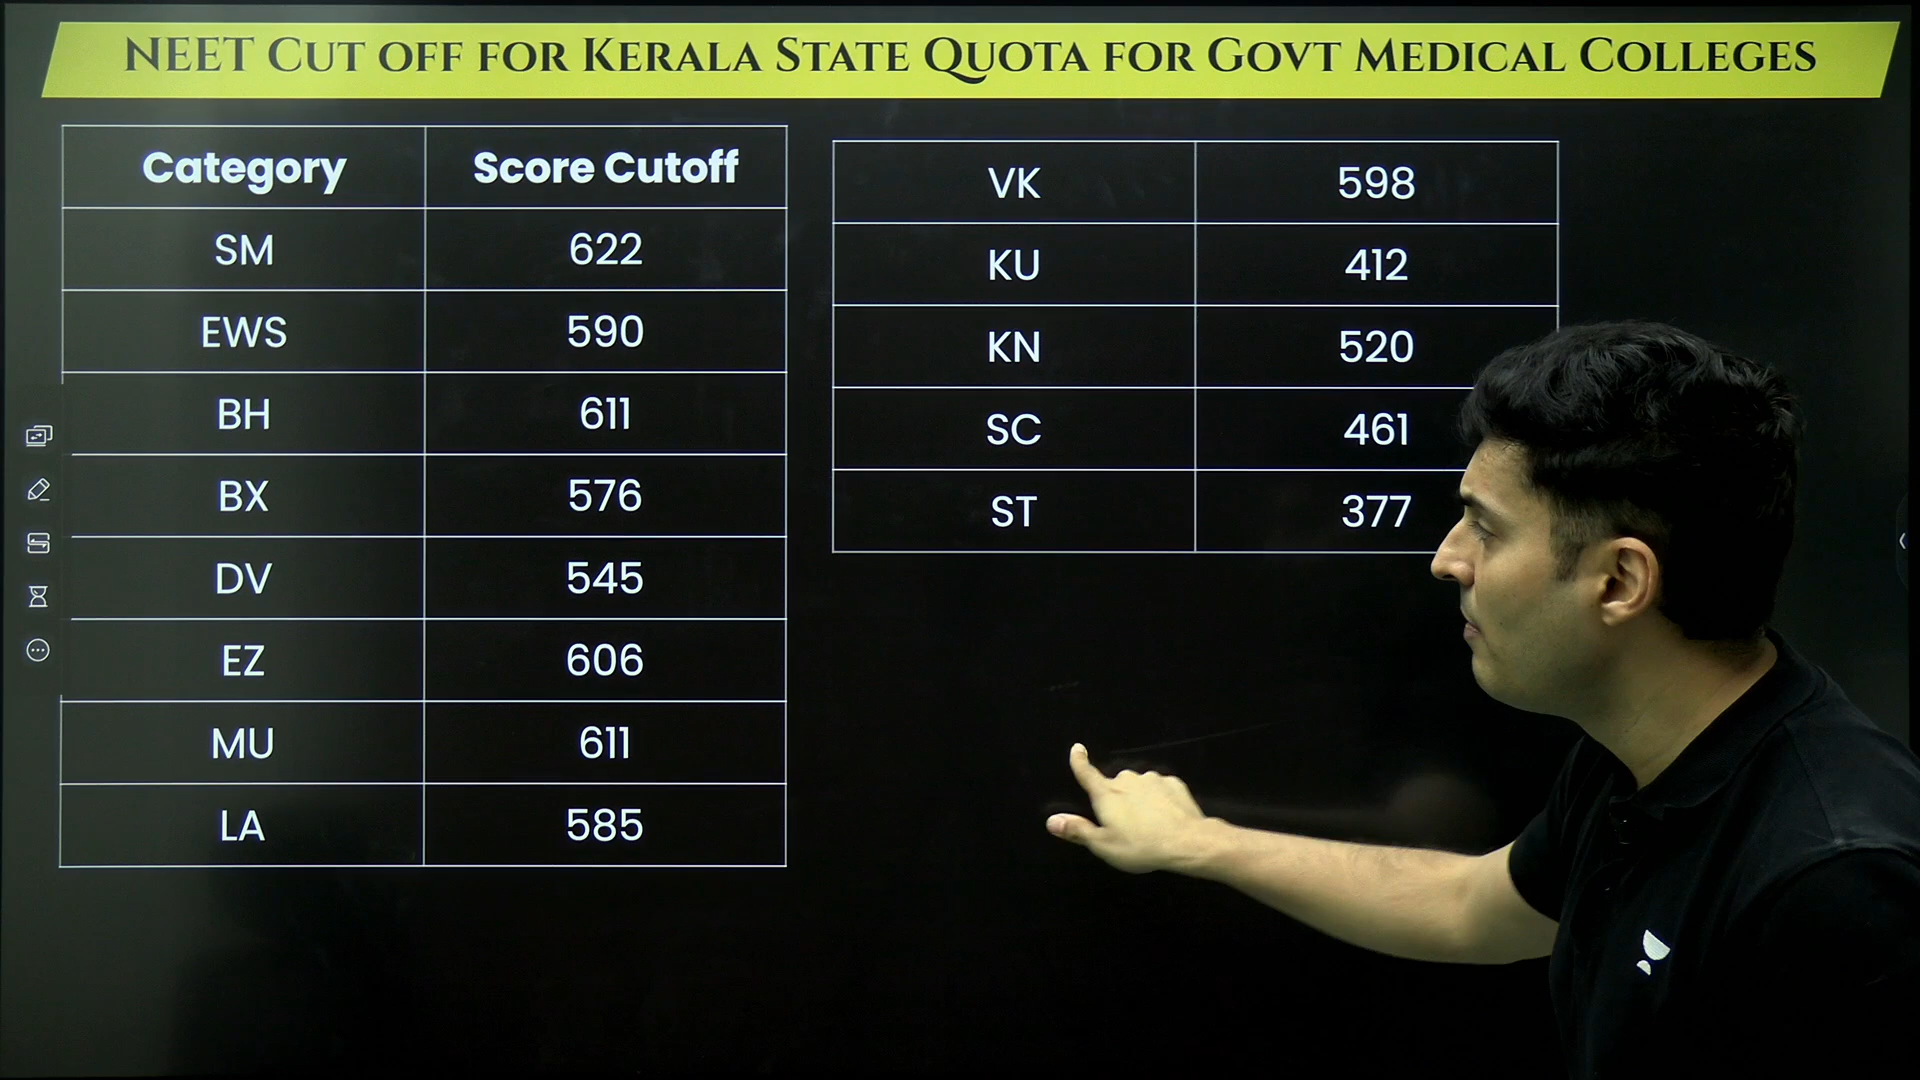 NEET CUT OFF FOR KERALA STATE QUOTA FOR GOVT MEDICAL COLLEGES
Category Score Cutoff
SM 622
EWS 590
BH 611
BX 576
DV 545
EZ 606
MU 611
LA 585
VK 598
KU 412
KN 520
SC 461
ST 377